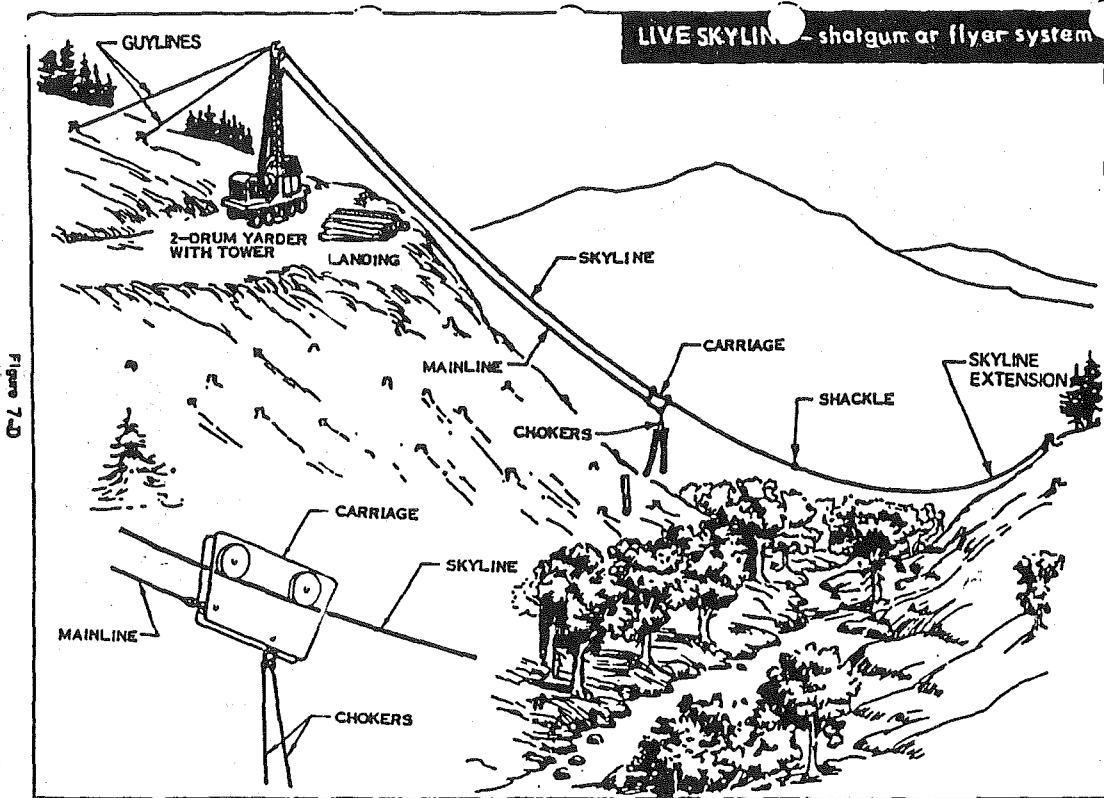 LIVE SKYLIN - shotgun or flyer system
GUYLINES
2-DRUM YARDER
WITH TOWER
LANDING
SKYLINE
MAINLINE
CARRIAGE
SKYLINE
EXTENSION
SHACKLE
CHOKERS
CARRIAGE
SKYLINE
MAINLINE
CHOKERS
Figure 7-D